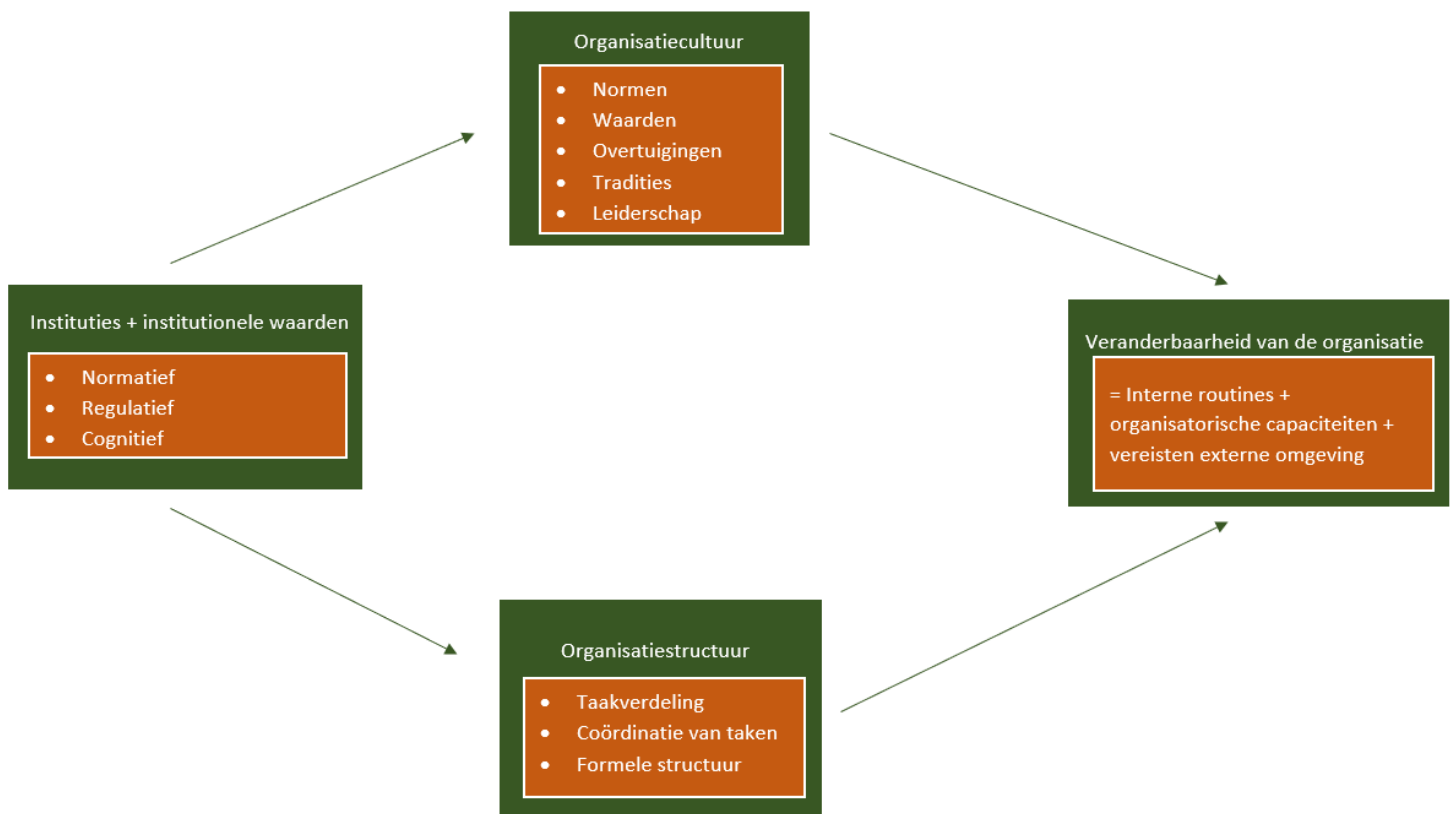 Organisatiecultuur
• Normen
• Waarden
• Overtuigingen
• Tradities
• Leiderschap
Instituties + institutionele waarden
• Normatief
• Regulatief
• Cognitief
Veranderbaarheid van de organisatie
= Interne routines +
organisatorische capaciteiten +
vereisten externe omgeving
Organisatiestructuur
• Taakverdeling
• Coördinatie van taken
• Formele structuur